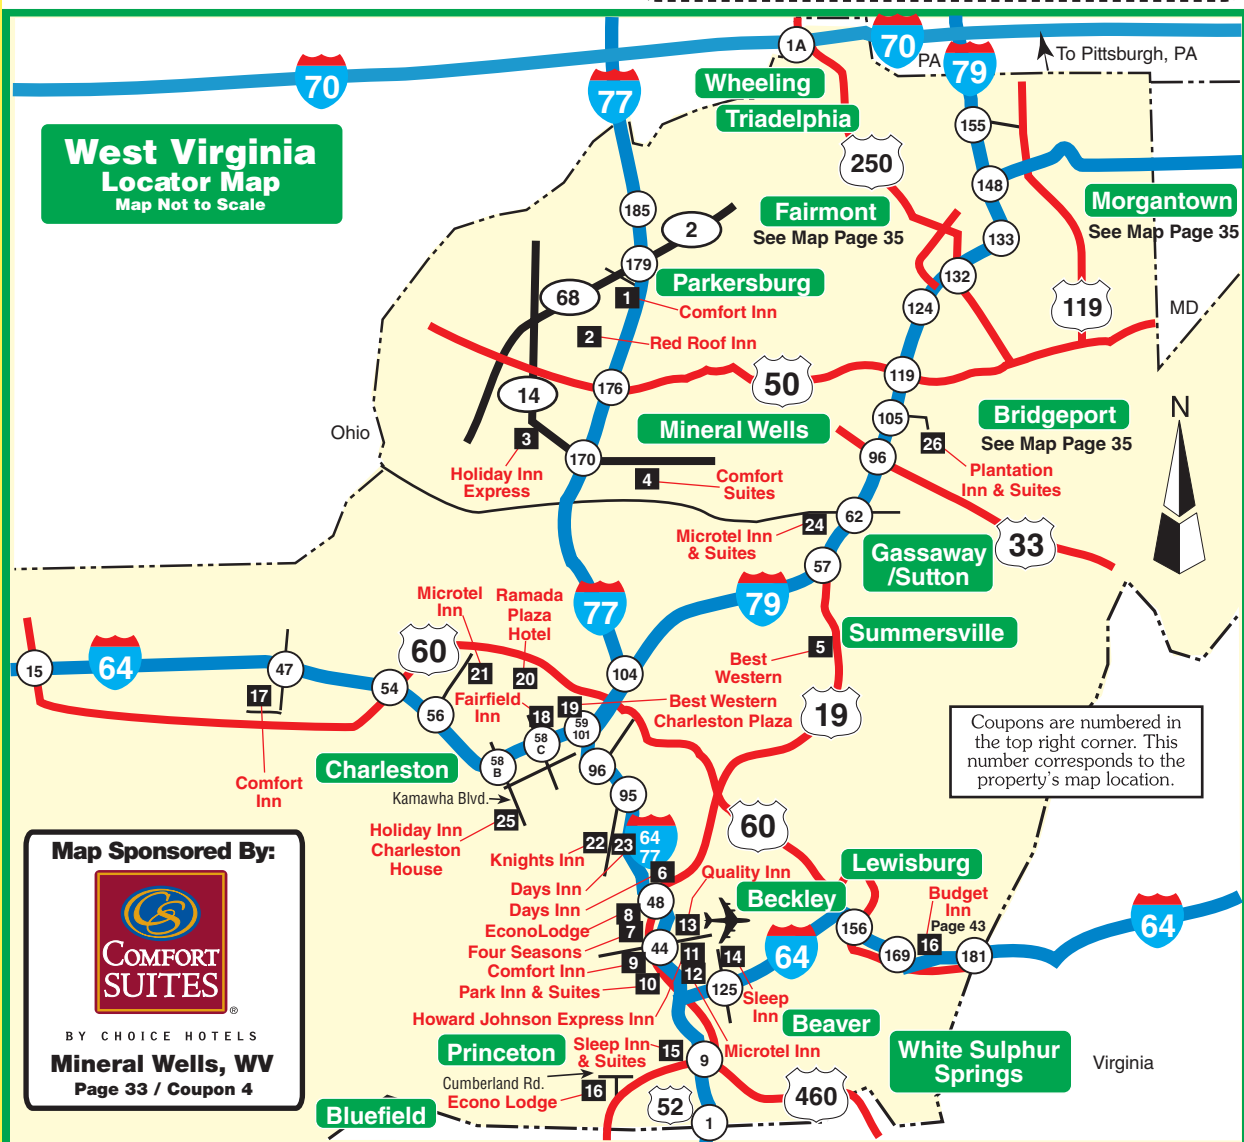 1A
70
PA
79
To Pittsburgh, PA
70
77
Wheeling
Triadelphia
155
West Virginia
Locator Map
Map Not to Scale
250
148
185
Fairmont
See Map Page 35
Morgantown
See Map Page 35
2
133
179
Parkersburg
132
68
1
Comfort Inn
124
119
MD
2
Red Roof Inn
176
50
119
14
N
Ohio
Mineral Wells
105
Bridgeport
See Map Page 35
3
170
96
26
Holiday Inn
Express
4
Comfort
Suites
Plantation
Inn & Suites
Microtel Inn
& Suites
24
62
33
57
Gassaway
/Sutton
79
77
Microtel
Inn
Ramada
Plaza
Hotel
Summersville
60
5
Best
Western
15
64
47
21
20
104
54
17
Fairfield
Inn
18
19
Best Western
Charleston Plaza
19
56
58
C
59
101
Coupons are numbered in
the top right corner. This
number corresponds to the
property's map location.
Charleston
58
B
96
Comfort
Inn
Kamawha Blvd.
95
25
Holiday Inn
Charleston
House
60
Map Sponsored By:
CS
COMFORT
SUITES
®
BY CHOICE HOTELS
Mineral Wells, WV
Page 33 / Coupon 4
64
77
Knights Inn
22
23
Lewisburg
6
Quality Inn
Days Inn
Days Inn
48
Beckley
Budget
Inn
Page 43
EconoLodge
8
13
156
64
Four Seasons
7
44
64
16
Comfort Inn
9
11
14
169
181
Park Inn & Suites
10
12
125
Sleep
Inn
Howard Johnson Express Inn
Beaver
Princeton
Sleep Inn
& Suites
15
9
Microtel Inn
White Sulphur
Springs
Virginia
Cumberland Rd.
Econo Lodge
16
52
460
Bluefield
1